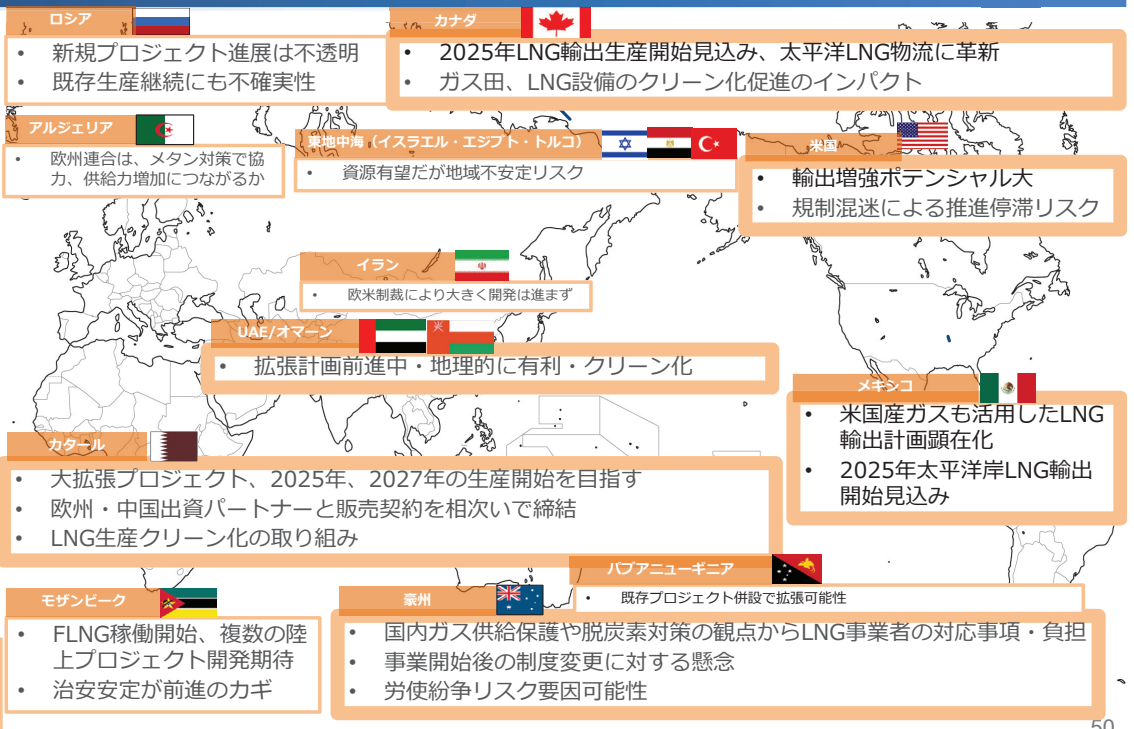 ロシア
• 新規プロジェクト進展は不透明
• 既存生産継続にも不確実性
カナダ
• 2025年LNG輸出生産開始見込み、太平洋LNG物流に革新
• ガス田、LNG設備のクリーン化促進のインパクト
アルジェリア
• 欧州連合は、メタン対策で協
力、供給力増加につながるか
東地中海（イスラエル・エジプト・トルコ）
• 資源有望だが地域不安定リスク
米国
• 輸出増強ポテンシャル大
• 規制混迷による推進停滞リスク
イラン
• 欧米制裁により大きく開発は進まず
UAE/オマーン
• 拡張計画前進中・地理的に有利・クリーン化
メキシコ
• 米国産ガスも活用したLNG
輸出計画顕在化
• 2025年太平洋岸LNG輸出
開始見込み
カタール
• 大拡張プロジェクト、2025年、2027年の生産開始を目指す
• 欧州・中国出資パートナーと販売契約を相次いで締結
• LNG生産クリーン化の取り組み
パプアニューギニア
• 既存プロジェクト併設で拡張可能性
モザンビーク
• FLNG稼働開始、複数の陸
上プロジェクト開発期待
• 治安安定が前進のカギ
豪州
• 国内ガス供給保護や脱炭素対策の観点からLNG事業者の対応事項・負担
• 事業開始後の制度変更に対する懸念
• 労使紛争リスク要因可能性
50